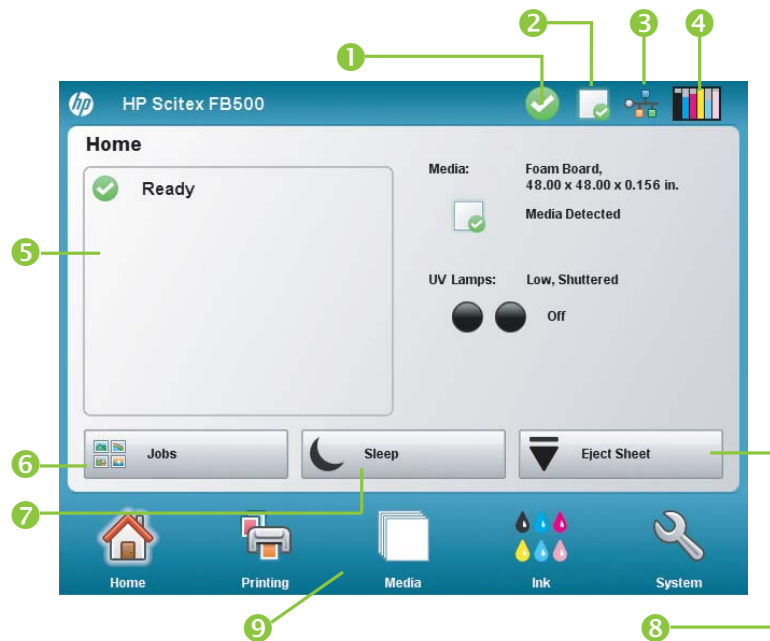 1 2 3 4
hp HP Scitex FB500
Home
Ready
Media: Foam Board,
48.00 x 48.00 x 0.156 in.
Media Detected
5
UV Lamps: Low, Shuttered
Off
Jobs Sleep Eject Sheet
6
7
Home Printing Media Ink System
9 8